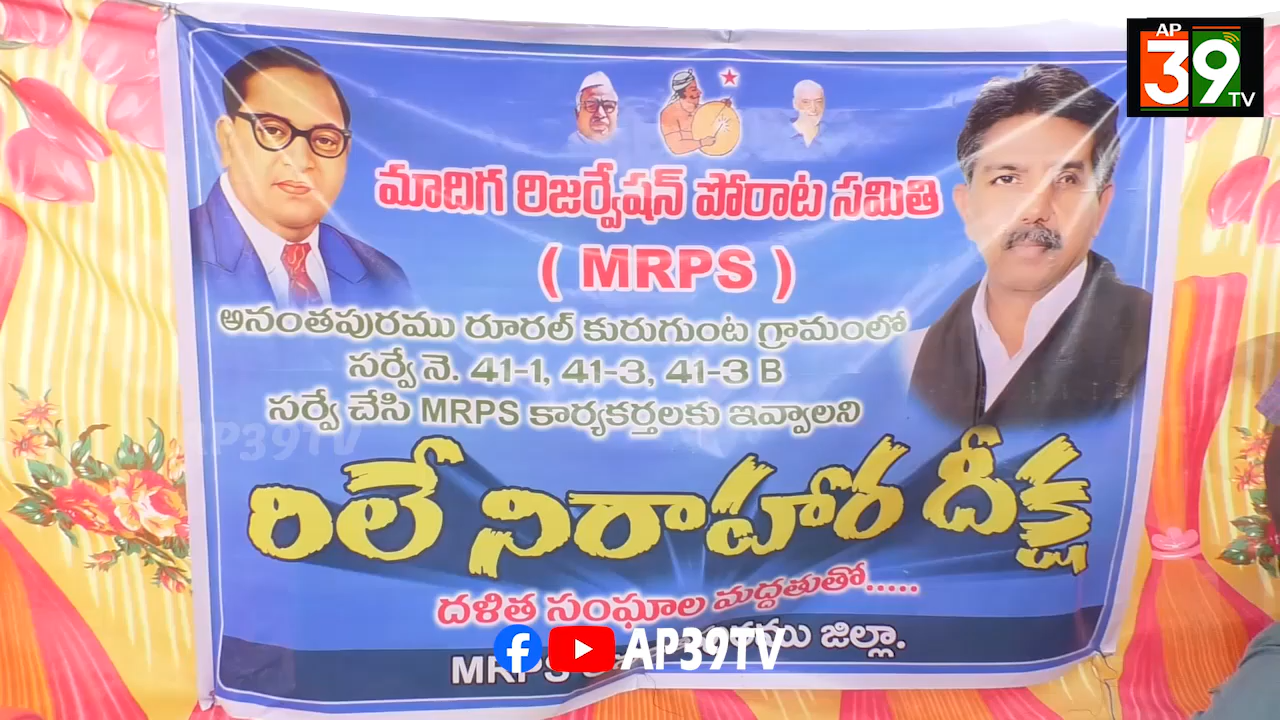 AP
39
TV
మాదిగ రిజర్వేషన్ పోరాట సమితి
( MRPS )
అనంతపురము రూరల్ కురుగుంట గ్రామంలో
సర్వే నె. 41-1, 41-3, 41-3 B
సర్వే చేసి MRPS కార్యకర్తలకు ఇవ్వాలని
AP39TV
రిలే నిరాహార దీక్ష
దళిత సంఘాల మద్దతుతో.....
MRPS జిల్లా.
AP39TV